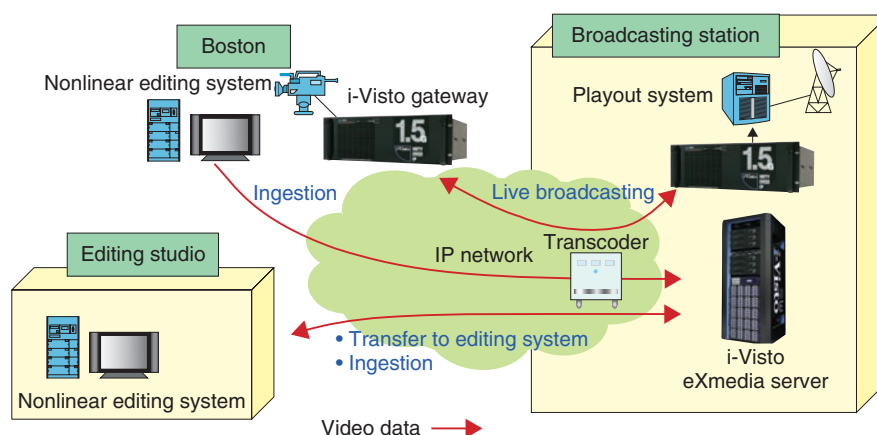 Boston
Broadcasting station
Nonlinear editing system
i-Visto gateway
Playout system
1.5
1.5
Ingestion
Live broadcasting
Editing studio
IP network
Transcoder
i-Visto
• Transfer to editing system
• Ingestion
i-Visto
eXmedia server
Nonlinear editing system
Video data